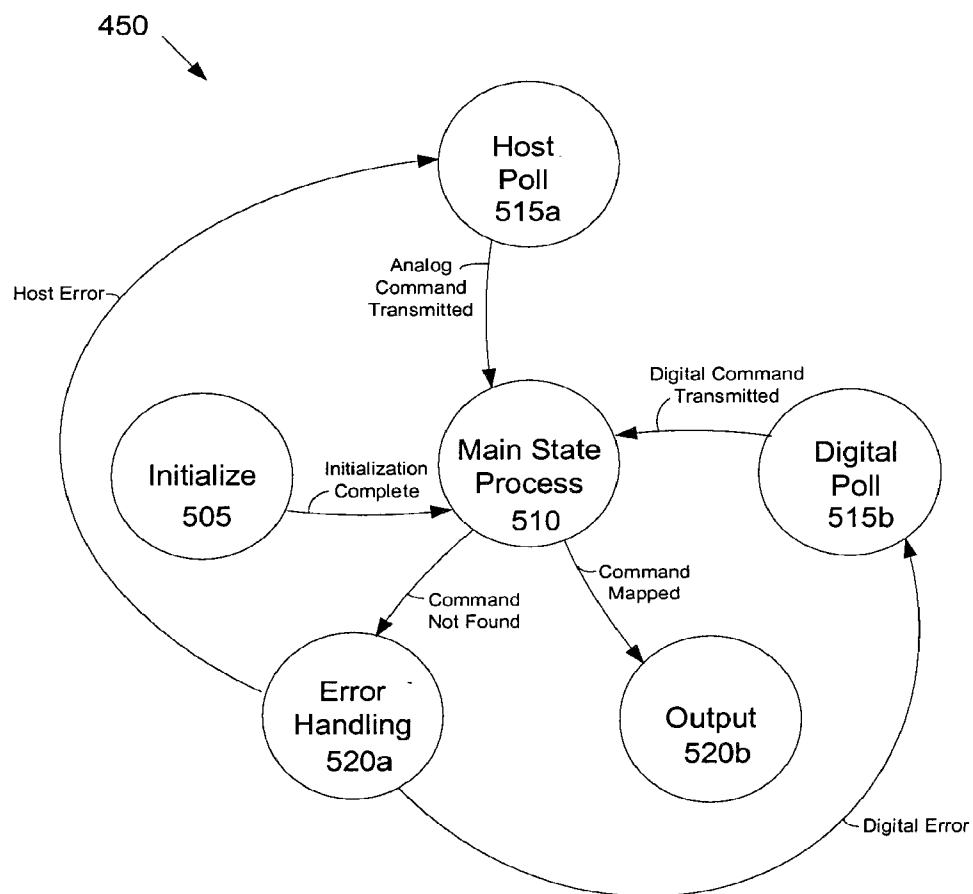 450
Host
Poll
515a
Analog
Command
Transmitted
Host Error
Digital Command
Transmitted
Initialize
505
Initialization
Complete
Main State
Process
510
Digital
Poll
515b
Command
Not Found
Command
Mapped
Error
Handling
520a
Output
520b
Digital Error